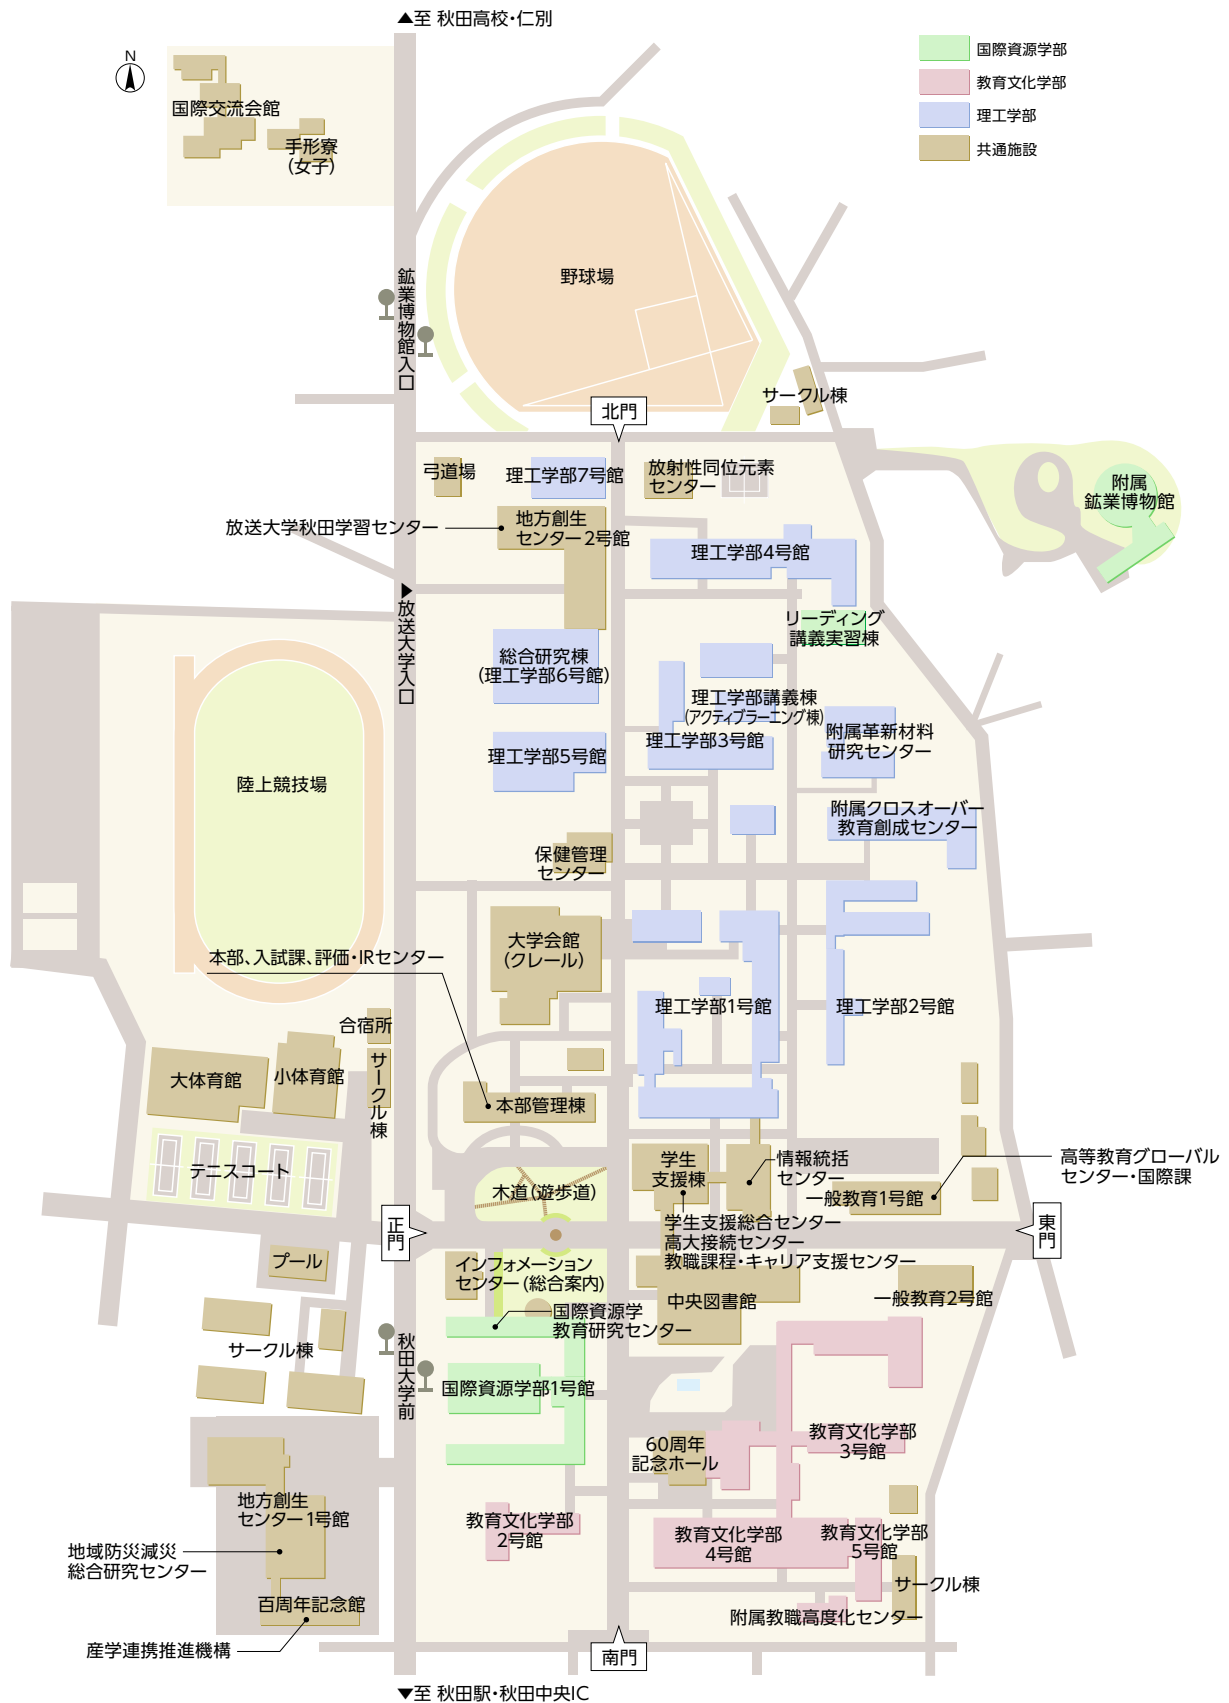 ▲至 秋田高校・仁別
N
国際資源学部
教育文化学部
理工学部
共通施設
国際交流会館
手形寮
(女子)
鉱業博物館入口
野球場
サークル棟
北門
弓道場
理工学部7号館
放射性同位元素
センター
附属
鉱業博物館
放送大学秋田学習センター
地方創生
センター2号館
理工学部4号館
▶放送大学入口
リーディング
講義実習棟
総合研究棟
(理工学部6号館)
理工学部講義棟
(アクティブラーニング棟)
理工学部3号館
附属革新材料
研究センター
理工学部5号館
陸上競技場
附属クロスオーバー
教育創成センター
保健管理
センター
大学会館
(クレール)
本部、入試課、評価・IRセンター
理工学部1号館
理工学部2号館
合宿所
サークル棟
大体育館
小体育館
本部管理棟
テニスコート
学生
支援棟
情報統括
センター
高等教育グローバル
センター・国際課
一般教育1号館
木道(遊歩道)
正門
東門
学生支援総合センター
高大接続センター
教職課程・キャリア支援センター
プール
インフォメーション
センター(総合案内)
中央図書館
一般教育2号館
国際資源学
教育研究センター
サークル棟
秋田大学前
国際資源学部1号館
60周年
記念ホール
教育文化学部
3号館
地方創生
センター1号館
教育文化学部
2号館
教育文化学部
4号館
教育文化学部
5号館
地域防災減災
総合研究センター
サークル棟
百周年記念館
附属教職高度化センター
産学連携推進機構
南門
▼至 秋田駅・秋田中央IC